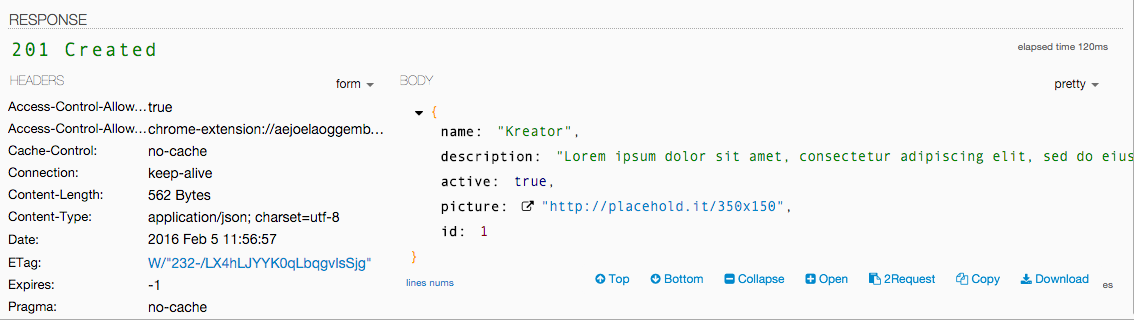 RESPONSE
201 Created
elapsed time 120ms
HEADERS
form
Access-Control-Allow... true
Access-Control-Allow... chrome-extension://aejoelaoggemb...
Cache-Control: no-cache
Connection: keep-alive
Content-Length: 562 Bytes
Content-Type: application/json; charset=utf-8
Date: 2016 Feb 5 11:56:57
ETag: W/"232-/LX4hLJYYK0qLbqgvlsSjg"
Expires: -1
Pragma: no-cache
BODY
pretty
{
name: "Kreator",
description: "Lorem ipsum dolor sit amet, consectetur adipiscing elit, sed do eius
active: true,
picture: "http://placehold.it/350x150",
id: 1
}
lines nums
Top Bottom Collapse Open 2Request Copy Download
es